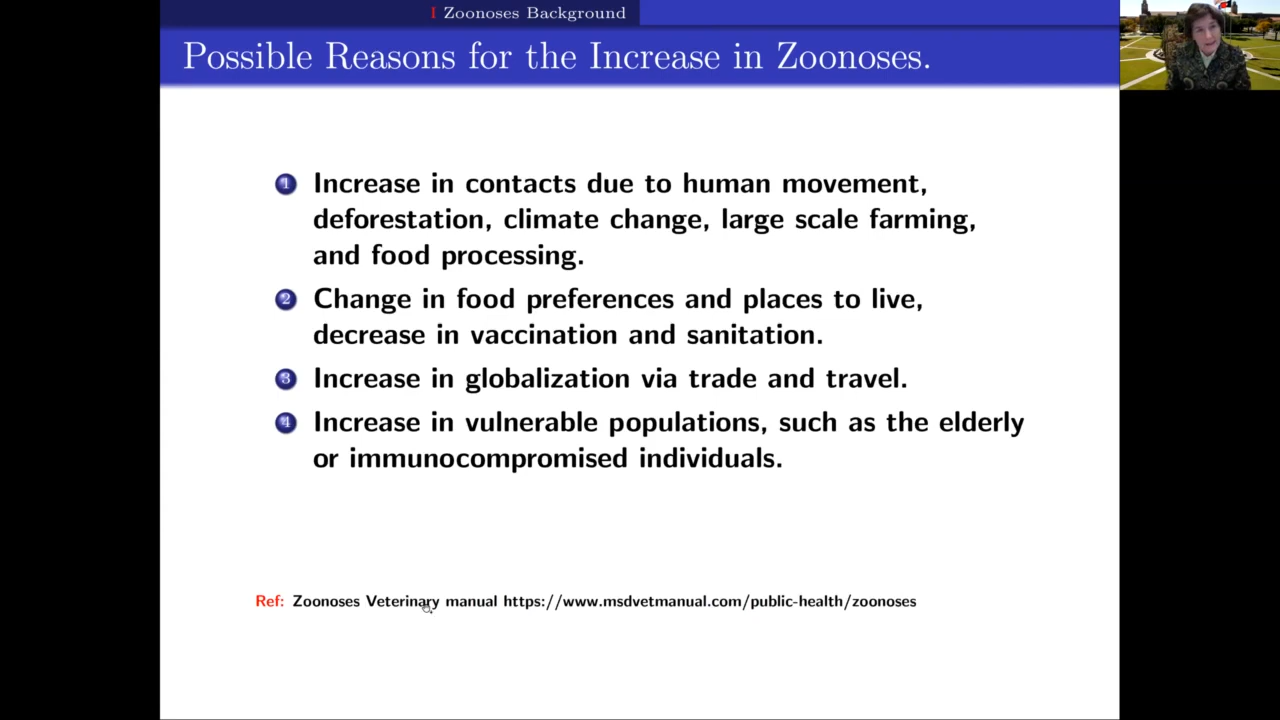 I Zoonoses Background
Possible Reasons for the Increase in Zoonoses.
1 Increase in contacts due to human movement,
deforestation, climate change, large scale farming,
and food processing.
2 Change in food preferences and places to live,
decrease in vaccination and sanitation.
3 Increase in globalization via trade and travel.
4 Increase in vulnerable populations, such as the elderly
or immunocompromised individuals.
Ref: Zoonoses Veterinary manual https://www.msdvetmanual.com/public-health/zoonoses